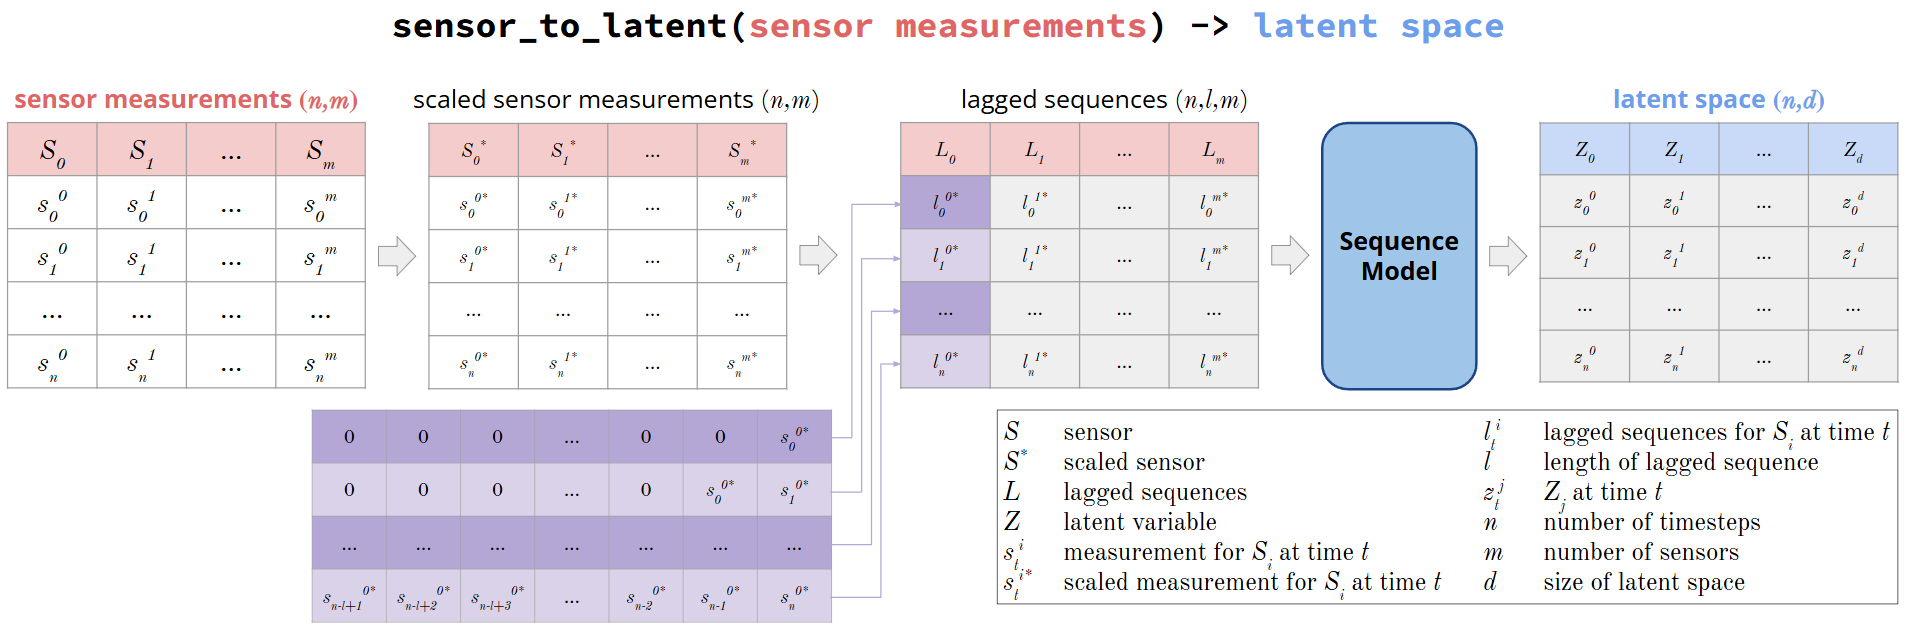 sensor_to_latent(sensor measurements) -> latent space
sensor measurements (n,m)
S_0 S_1 ... S_m
s_0^0 s_0^1 ... s_0^m
s_1^0 s_1^1 ... s_1^m
... ... ... ...
s_n^0 s_n^1 ... s_n^m
scaled sensor measurements (n,m)
S_0^* S_1^* ... S_m^*
s_0^0* s_0^1* ... s_0^m*
s_1^0* s_1^1* ... s_1^m*
... ... ... ...
s_n^0* s_n^1* ... s_n^m*
lagged sequences (n,l,m)
L_0 L_1 ... L_m
l_0^0* l_0^1* ... l_0^m*
l_1^0* l_1^1* ... l_1^m*
... ... ... ...
l_n^0* l_n^1* ... l_n^m*
Sequence
Model
latent space (n,d)
Z_0 Z_1 ... Z_d
z_0^0 z_0^1 ... z_0^d
z_1^0 z_1^1 ... z_1^d
... ... ... ...
z_n^0 z_n^1 ... z_n^d
0 0 0 ... 0 0 s_0^0*
0 0 0 ... 0 s_0^0* s_1^0*
... ... ... ... ... ... ...
s_n-l+1^0* s_n-l+2^0* s_n-l+3^0* ... s_n-2^0* s_n-1^0* s_n^0*
S sensor
S* scaled sensor
L lagged sequences
Z latent variable
s_t^i measurement for S_i at time t
s_t^i* scaled measurement for S_i at time t
l_t^i lagged sequences for S_i at time t
l length of lagged sequence
z_t^j Z_j at time t
n number of timesteps
m number of sensors
d size of latent space